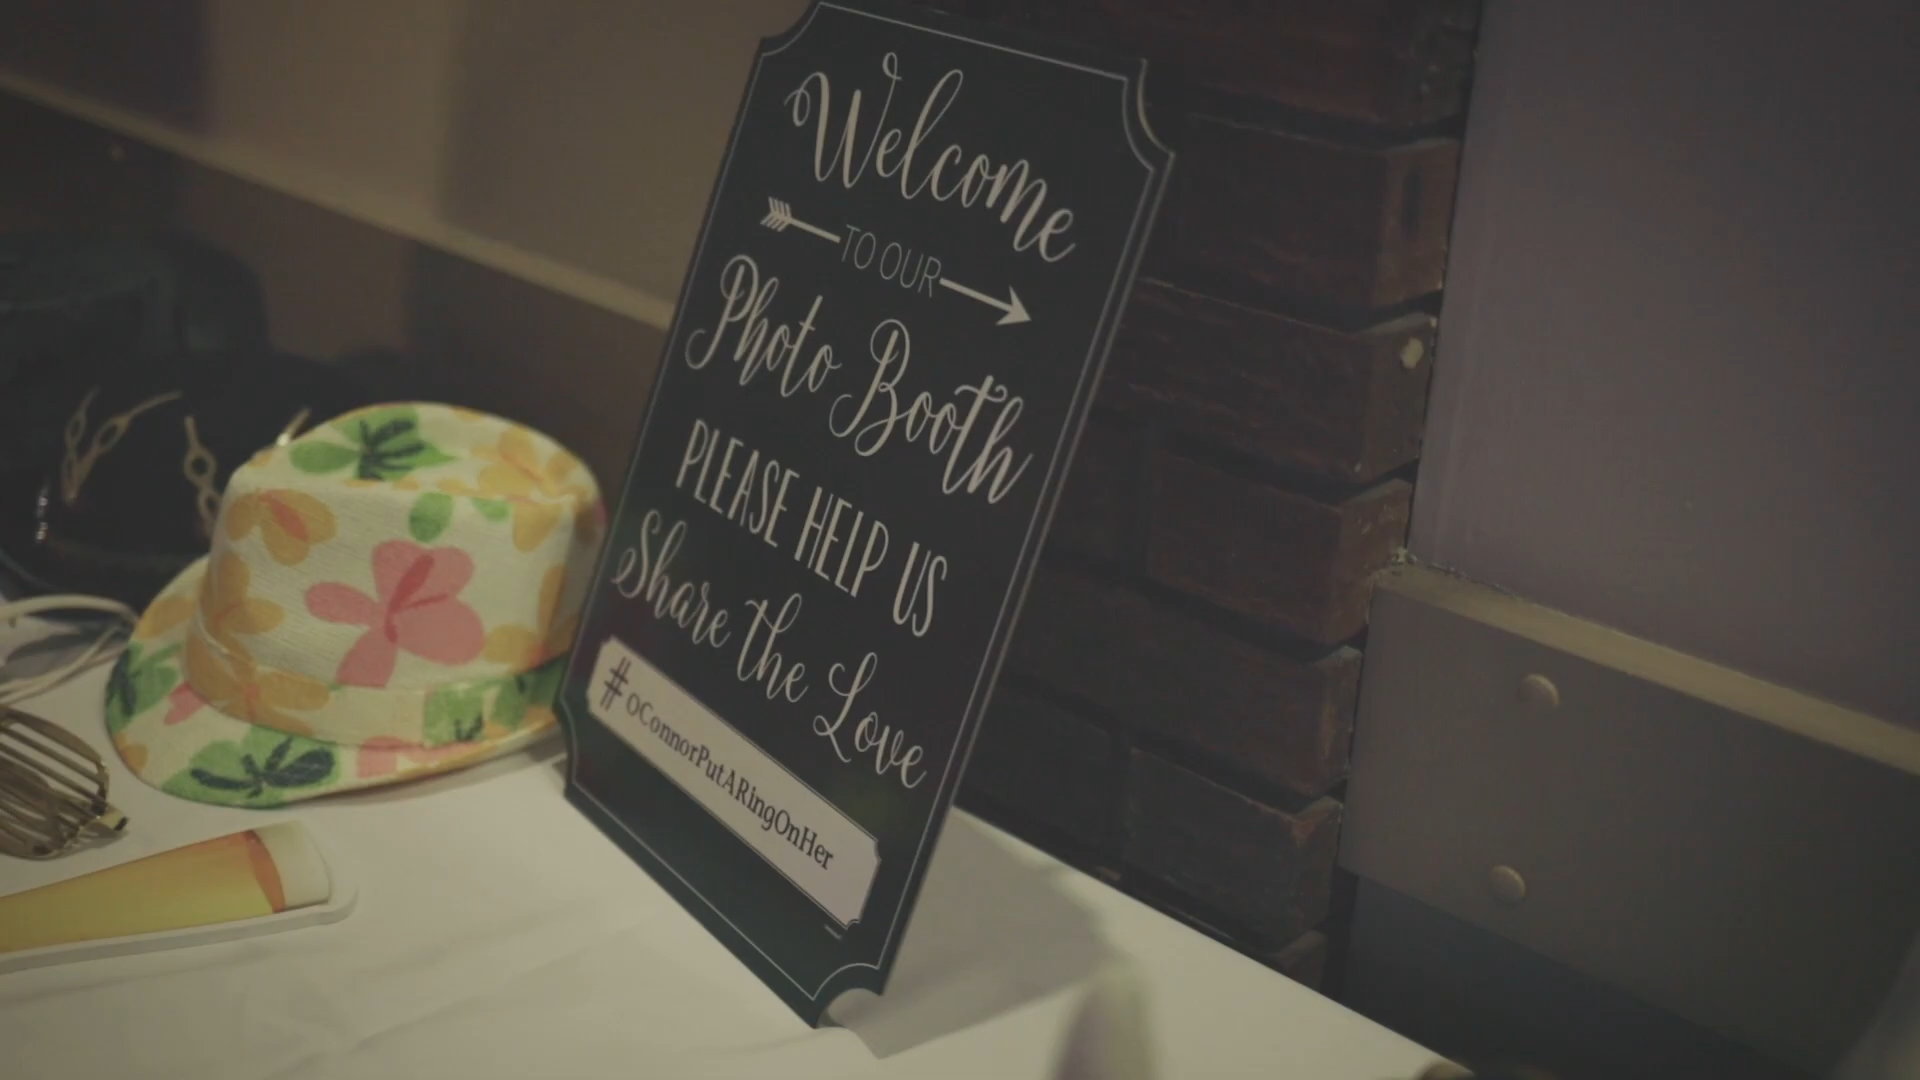 Welcome
TO OUR
Photo Booth
PLEASE HELP US
Share the Love
#OConnorPutARingOnHer